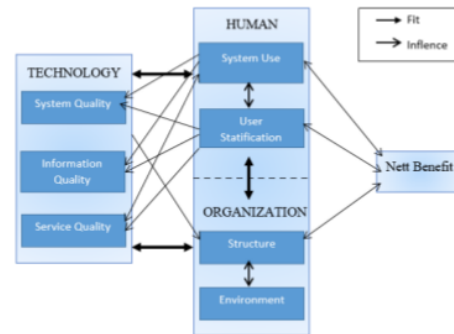 HUMAN
Fit
Inflence
TECHNOLOGY
System Use
System Quality
User
Statification
Information
Quality
Nett Benefit
ORGANIZATION
Service Quality
Structure
Environment